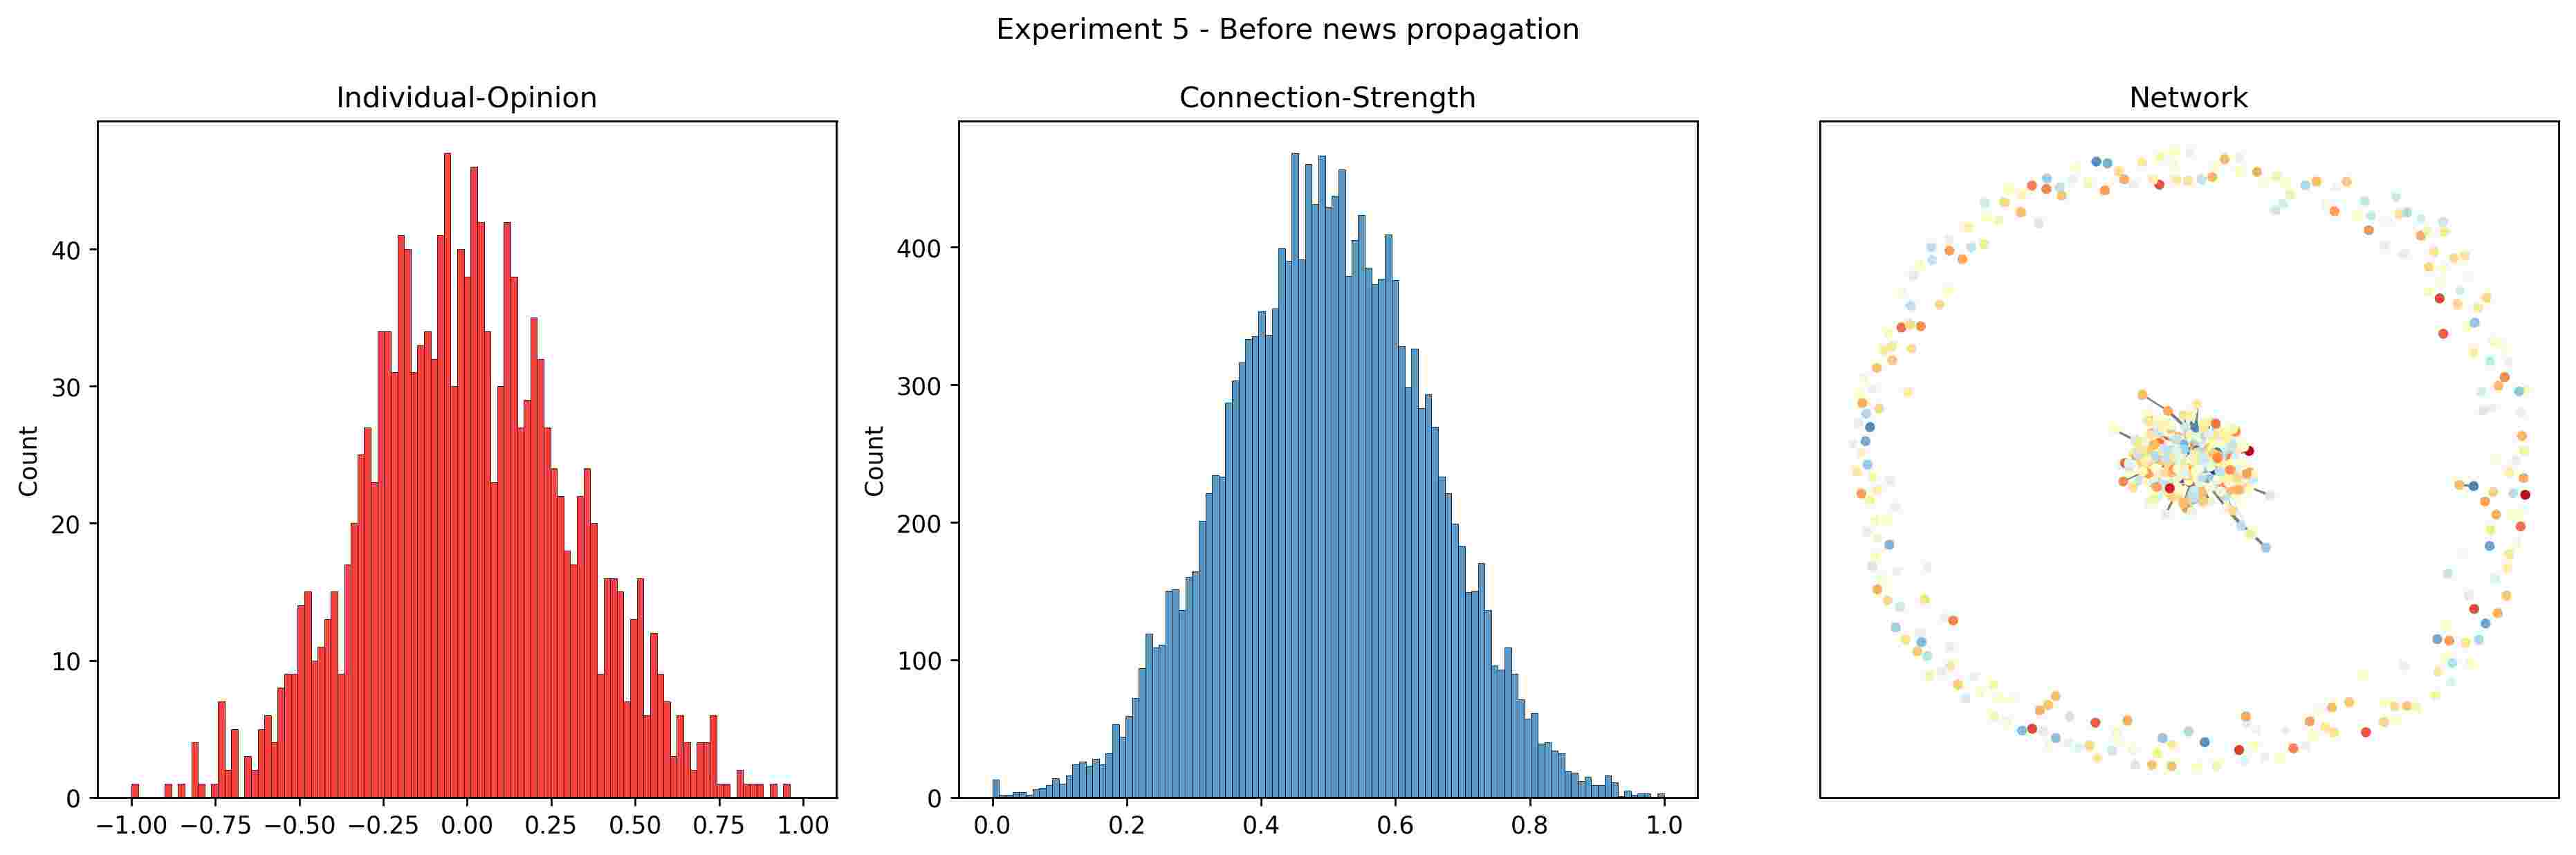 Experiment 5 - Before news propagation
Individual-Opinion
Count
0
10
20
30
40
−1.00 −0.75 −0.50 −0.25 0.00 0.25 0.50 0.75 1.00
Connection-Strength
Count
0
100
200
300
400
0.0 0.2 0.4 0.6 0.8 1.0
Network